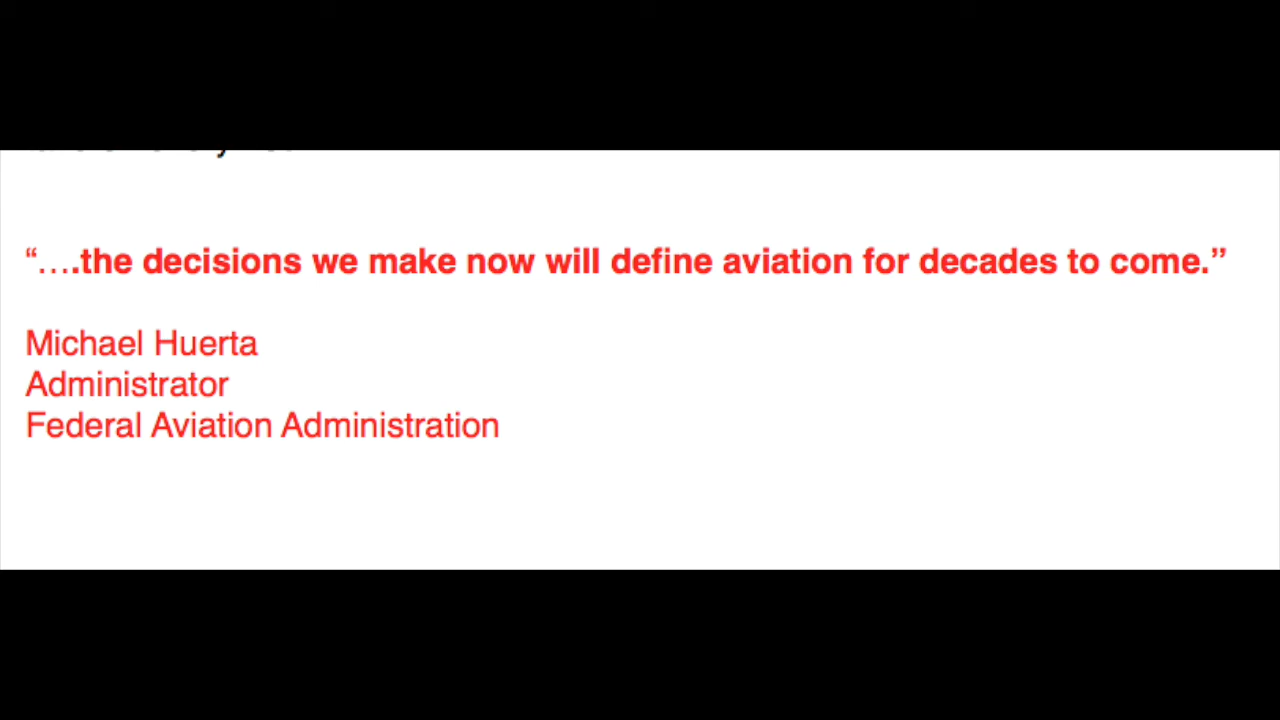 “….the decisions we make now will define aviation for decades to come.”
Michael Huerta
Administrator
Federal Aviation Administration